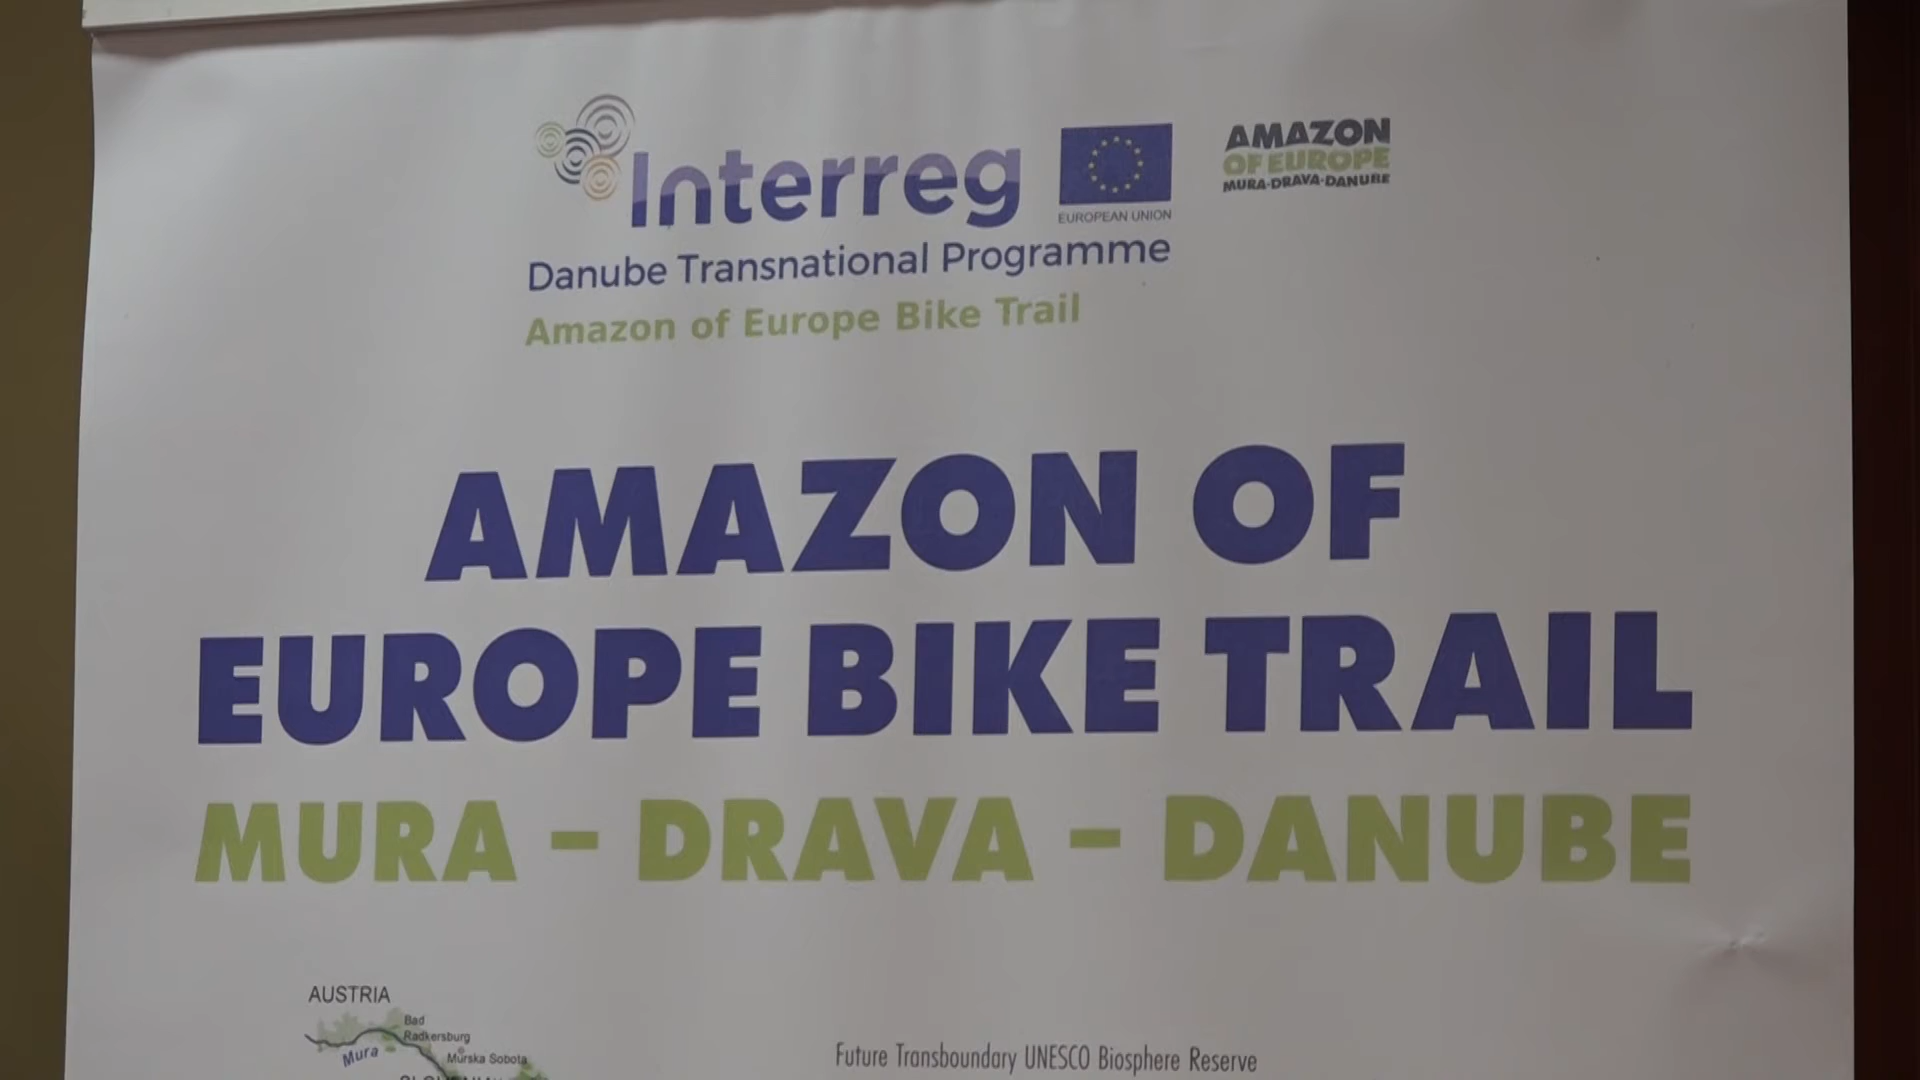 Interreg
EUROPEAN UNION
AMAZON
OF EUROPE
MURA-DRAVA-DANUBE
Danube Transnational Programme
Amazon of Europe Bike Trail
AMAZON OF
EUROPE BIKE TRAIL
MURA - DRAVA - DANUBE
AUSTRIA
Bad
Radkersburg
Mura
Murska Sobota
Future Transboundary UNESCO Biosphere Reserve